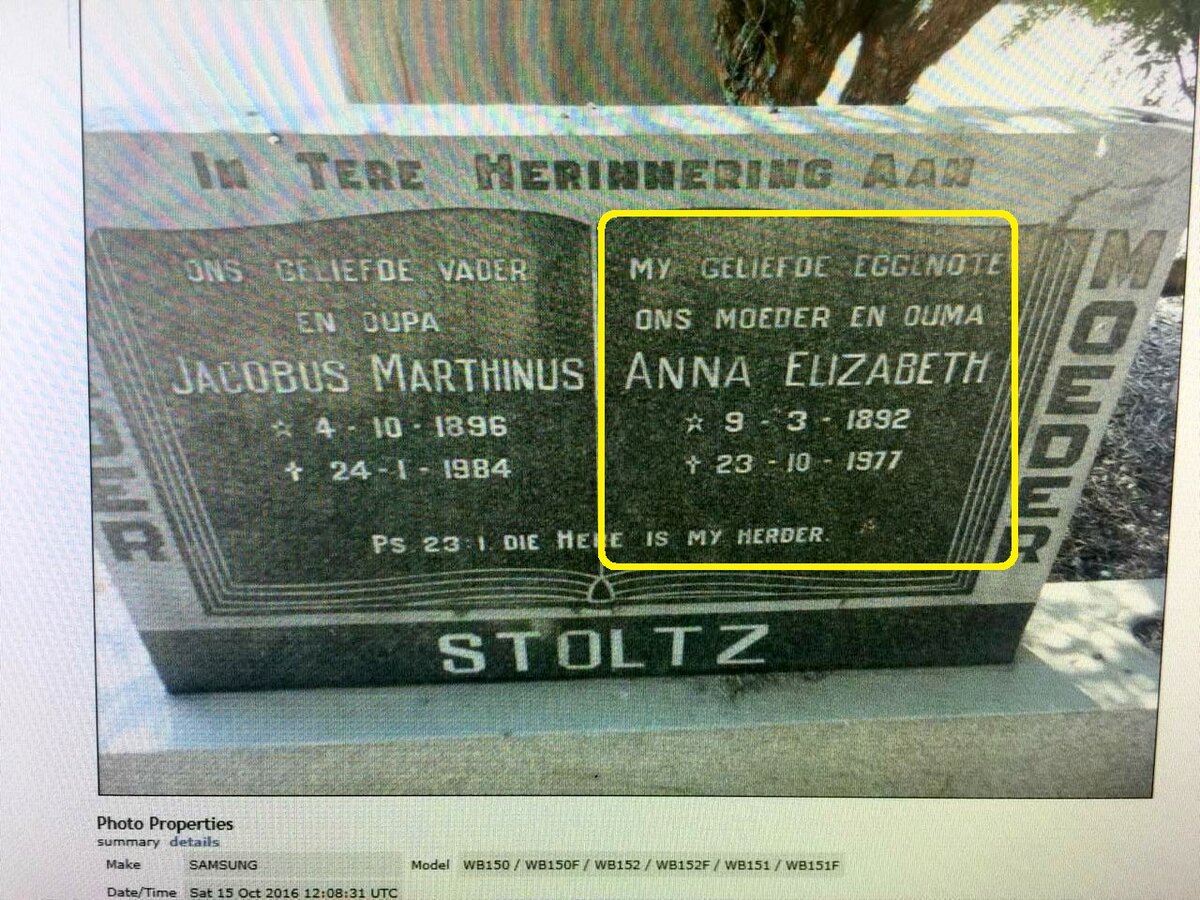 IN TERE HERINNERING AAN
ONS GELIEFDE VADER
EN OUPA
JACOBUS MARTHINUS
☆ 4 - 10 - 1896
✝ 24 - 1 - 1984
MY GELIEFDE EGGENOTE
ONS MOEDER EN OUMA
ANNA ELIZABETH
☆ 9 - 3 - 1892
✝ 23 - 10 - 1977
PS 23:1. DIE HERE IS MY HERDER.
MOEDER
STOLTZ
Photo Properties
summary details
Make SAMSUNG Model WB150 / WB150F / WB152 / WB152F / WB151 / WB151F
Date/Time Sat 15 Oct 2016 12:08:31 UTC